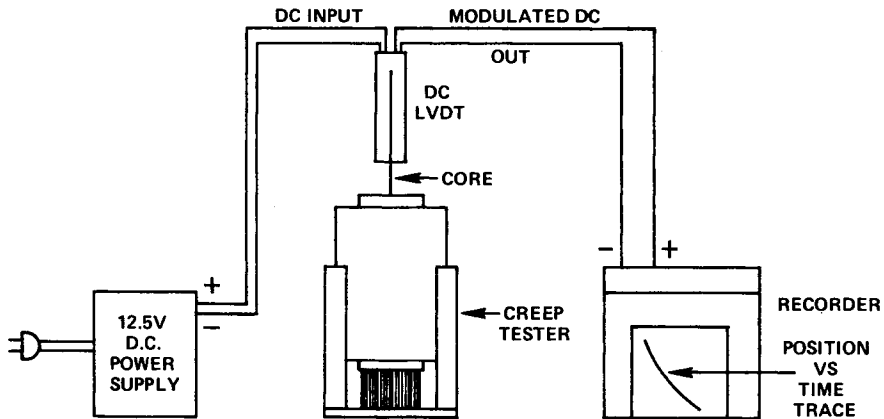 DC INPUT
MODULATED DC
OUT
DC
LVDT
CORE
- +
+
-
12.5V
D.C.
POWER
SUPPLY
CREEP
TESTER
RECORDER
POSITION
VS
TIME
TRACE